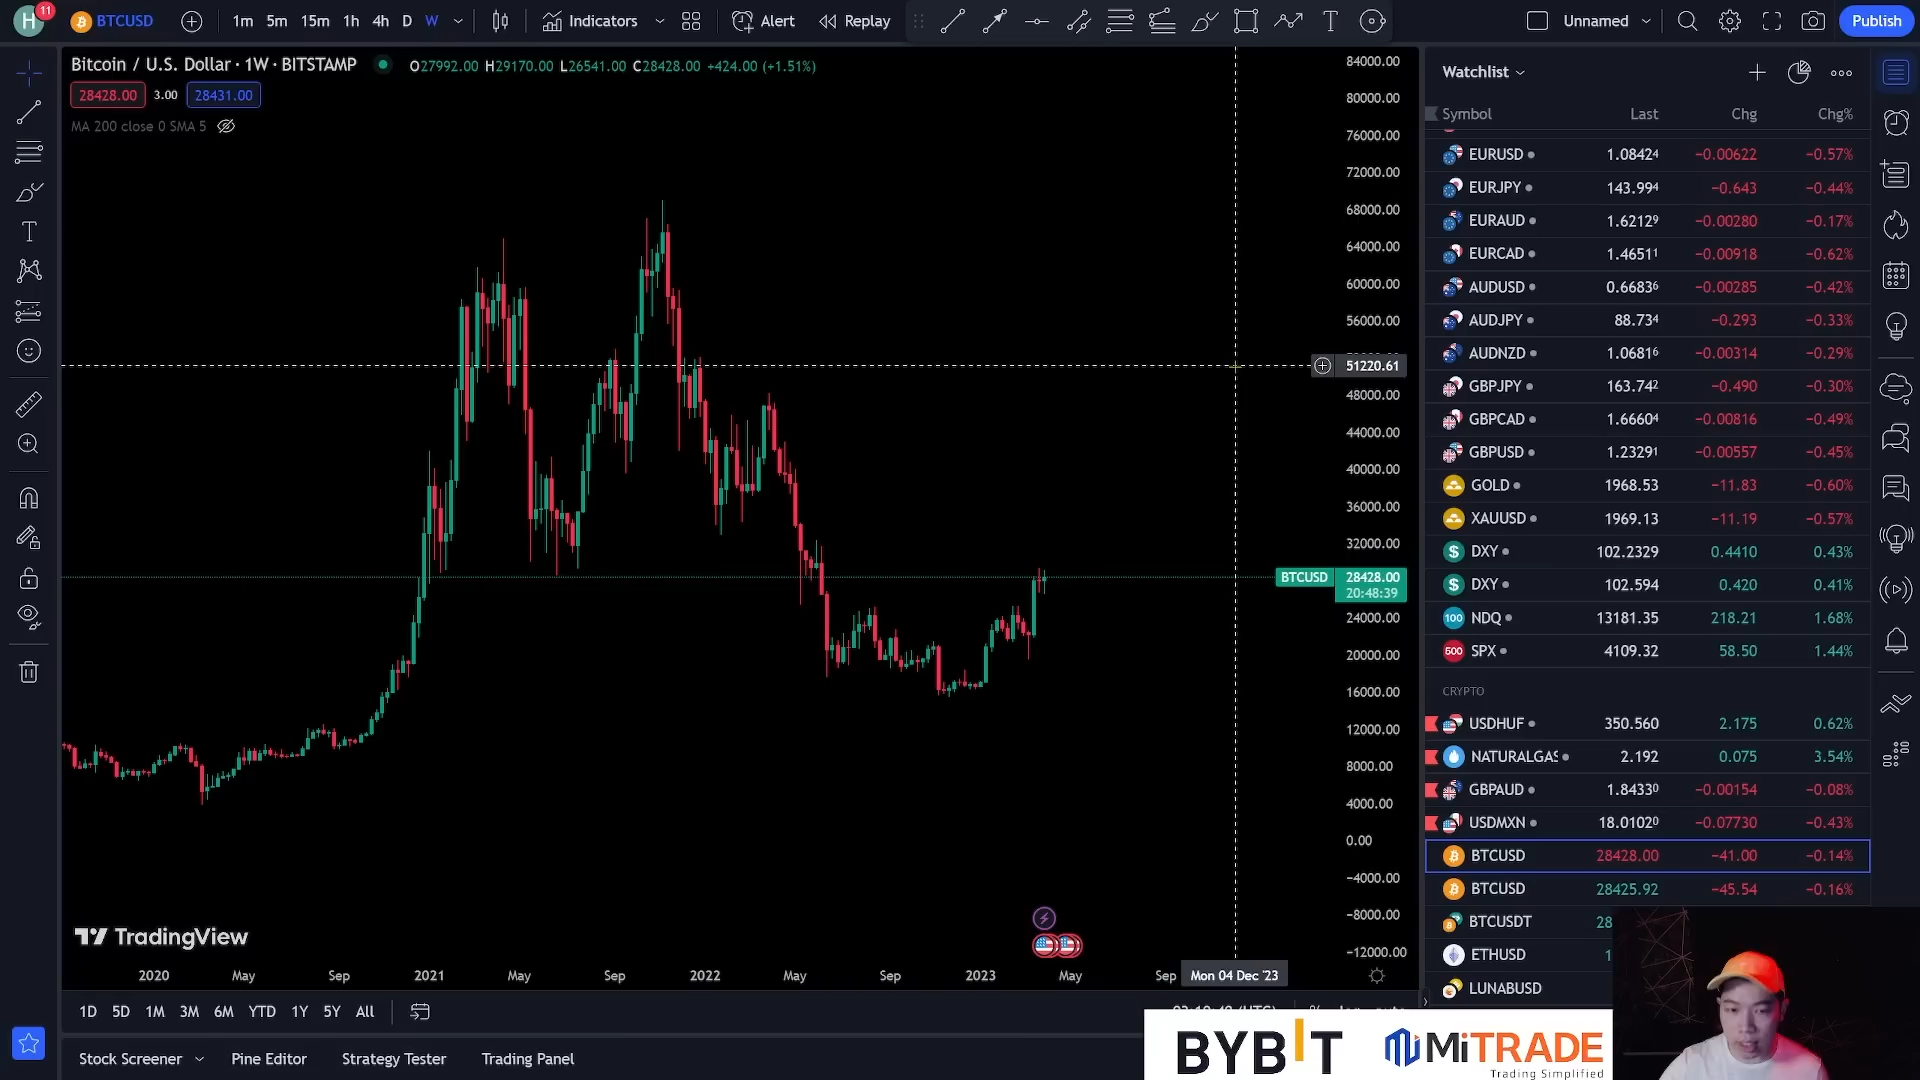 H 11 BTCUSD 1m 5m 15m 1h 4h D W Indicators Alert Replay Unnamed Publish
Bitcoin / U.S. Dollar · 1W · BITSTAMP O27992.00 H29170.00 L26541.00 C28428.00 +424.00 (+1.51%)
28428.00 3.00 28431.00
MA 200 close 0 SMA 5
84000.00
80000.00
76000.00
72000.00
68000.00
64000.00
60000.00
56000.00
51220.61
48000.00
44000.00
40000.00
36000.00
32000.00
BTCUSD 28428.00
20:48:39
24000.00
20000.00
16000.00
12000.00
8000.00
4000.00
0.00
−4000.00
−8000.00
−12000.00
TradingView
2020 May Sep 2021 May Sep 2022 May Sep 2023 May Sep Mon 04 Dec '23
1D 5D 1M 3M 6M YTD 1Y 5Y All
Stock Screener Pine Editor Strategy Tester Trading Panel
Watchlist
Symbol Last Chg Chg%
EURUSD 1.08424 −0.00622 −0.57%
EURJPY 143.994 −0.643 −0.44%
EURAUD 1.62129 −0.00280 −0.17%
EURCAD 1.46511 −0.00918 −0.62%
AUDUSD 0.66836 −0.00285 −0.42%
AUDJPY 88.734 −0.293 −0.33%
AUDNZD 1.06816 −0.00314 −0.29%
GBPJPY 163.742 −0.490 −0.30%
GBPCAD 1.66604 −0.00816 −0.49%
GBPUSD 1.23291 −0.00557 −0.45%
GOLD 1968.53 −11.83 −0.60%
XAUUSD 1969.13 −11.19 −0.57%
DXY 102.2329 0.4410 0.43%
DXY 102.594 0.420 0.41%
100 NDQ 13181.35 218.21 1.68%
500 SPX 4109.32 58.50 1.44%
CRYPTO
USDHUF 350.560 2.175 0.62%
NATURALGAS 2.192 0.075 3.54%
GBPAUD 1.84330 −0.00154 −0.08%
USDMXN 18.01020 −0.07730 −0.43%
BTCUSD 28428.00 −41.00 −0.14%
BTCUSD 28425.92 −45.54 −0.16%
BTCUSDT 28
ETHUSD 1
LUNABUSD
BYBIT MiTRADE
Trading Simplified